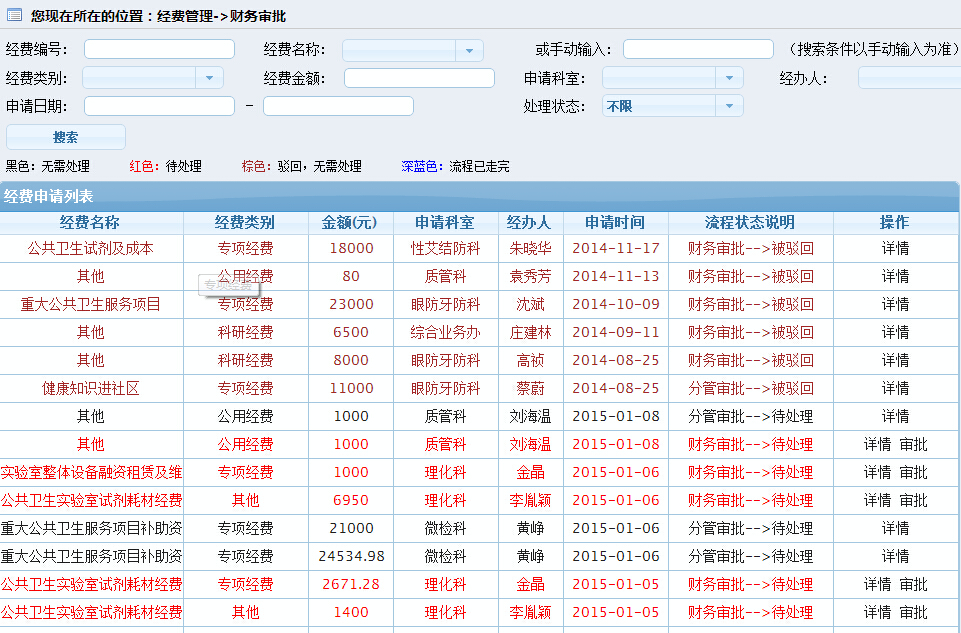 您现在所在的位置：经费管理->财务审批
经费编号： 经费名称： 或手动输入： （搜索条件以手动输入为准）
经费类别： 经费金额： 申请科室： 经办人：
申请日期： － 处理状态： 不限
搜索
黑色：无需处理 红色：待处理 棕色：驳回，无需处理 深蓝色：流程已走完
经费申请列表
经费名称 经费类别 金额(元) 申请科室 经办人 申请时间 流程状态说明 操作
公共卫生试剂及成本 专项经费 18000 性艾结防科 朱晓华 2014-11-17 财务审批-->被驳回 详情
其他 公用经费 80 质管科 袁秀芳 2014-11-13 财务审批-->被驳回 详情
专项经费
重大公共卫生服务项目 专项经费 23000 眼防牙防科 沈斌 2014-10-09 财务审批-->被驳回 详情
其他 科研经费 6500 综合业务办 庄建林 2014-09-11 财务审批-->被驳回 详情
其他 科研经费 8000 眼防牙防科 高祯 2014-08-25 财务审批-->被驳回 详情
健康知识进社区 专项经费 11000 眼防牙防科 蔡蔚 2014-08-25 分管审批-->被驳回 详情
其他 公用经费 1000 质管科 刘海温 2015-01-08 分管审批-->待处理 详情
其他 公用经费 1000 质管科 刘海温 2015-01-08 财务审批-->待处理 详情 审批
实验室整体设备融资租赁及维 专项经费 1000 理化科 金晶 2015-01-06 财务审批-->待处理 详情 审批
公共卫生实验室试剂耗材经费 其他 6950 理化科 李胤颖 2015-01-06 财务审批-->待处理 详情 审批
重大公共卫生服务项目补助资 专项经费 21000 微检科 黄峥 2015-01-06 分管审批-->待处理 详情
重大公共卫生服务项目补助资 专项经费 24534.98 微检科 黄峥 2015-01-06 分管审批-->待处理 详情
公共卫生实验室试剂耗材经费 专项经费 2671.28 理化科 金晶 2015-01-05 财务审批-->待处理 详情 审批
公共卫生实验室试剂耗材经费 其他 1400 理化科 李胤颖 2015-01-05 财务审批-->待处理 详情 审批